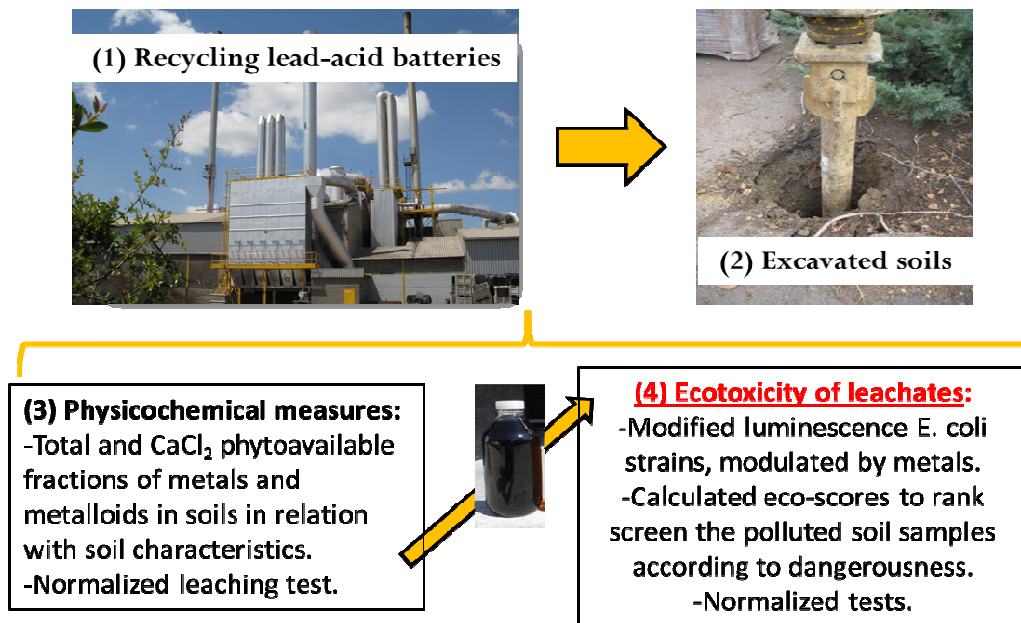 (1) Recycling lead-acid batteries
(2) Excavated soils
(3) Physicochemical measures:
-Total and CaCl₂ phytoavailable
fractions of metals and
metalloids in soils in relation
with soil characteristics.
-Normalized leaching test.
(4) Ecotoxicity of leachates:
-Modified luminescence E. coli
strains, modulated by metals.
-Calculated eco-scores to rank
screen the polluted soil samples
according to dangerousness.
-Normalized tests.